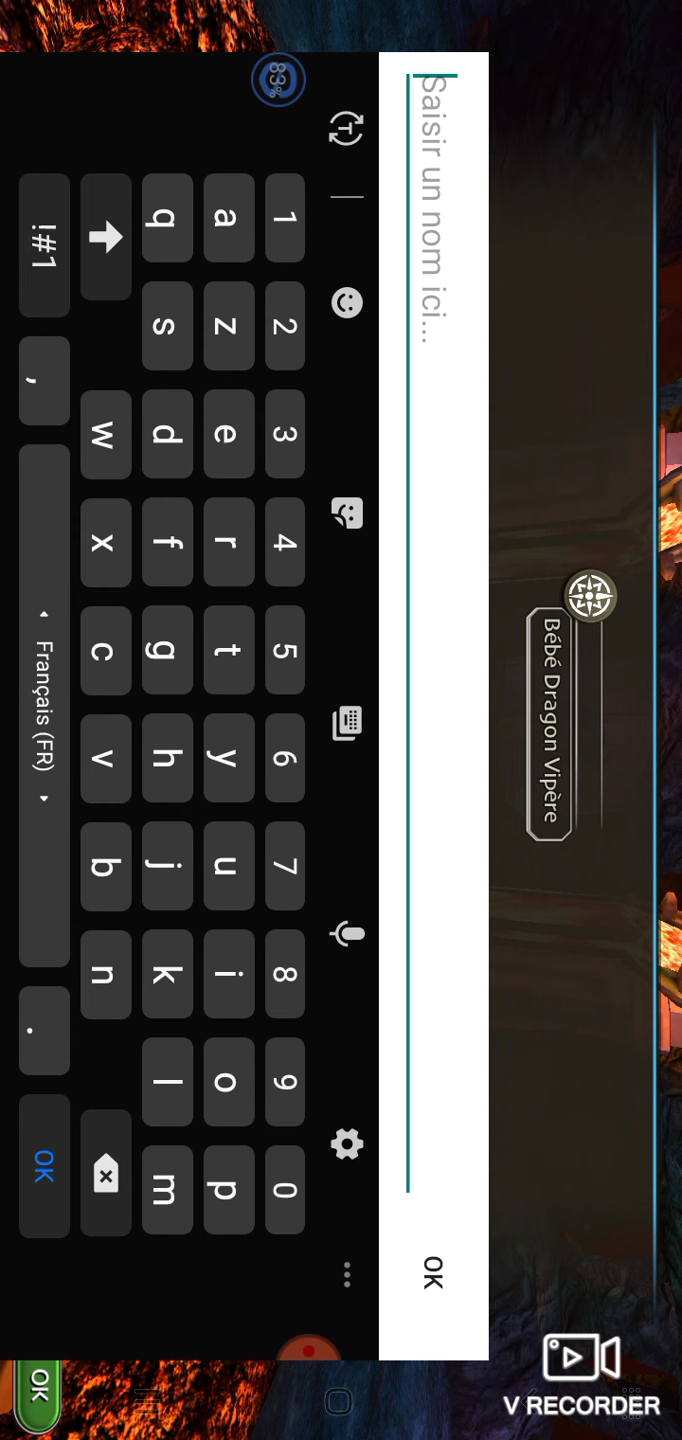 Bébé Dragon Vipère
Saisir un nom ici...
OK
83%
1 2 3 4 5 6 7 8 9 0
a z e r t y u i o p
q s d f g h j k l m
w x c v b n
!#1 , Français (FR) . OK
OK
V RECORDER